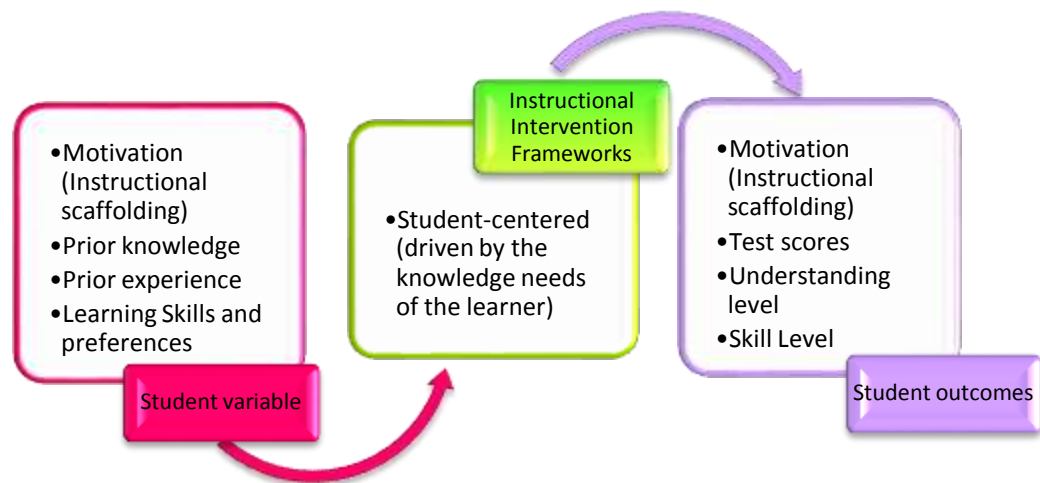 •Motivation
(Instructional
scaffolding)
•Prior knowledge
•Prior experience
•Learning Skills and
preferences
Student variable
Instructional
Intervention
Frameworks
•Student-centered
(driven by the
knowledge needs
of the learner)
•Motivation
(Instructional
scaffolding)
•Test scores
•Understanding
level
•Skill Level
Student outcomes